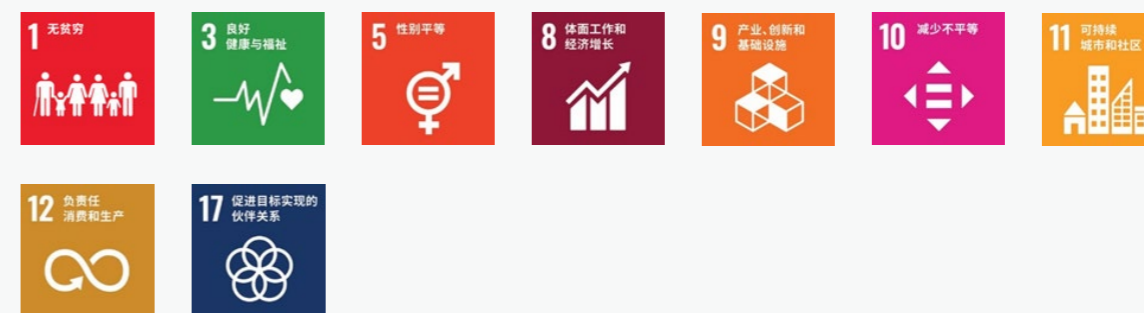 1 无贫穷
3 良好
健康与福祉
5 性别平等
8 体面工作和
经济增长
9 产业、创新和
基础设施
10 减少不平等
11 可持续
城市和社区
12 负责任
消费和生产
17 促进目标实现的
伙伴关系